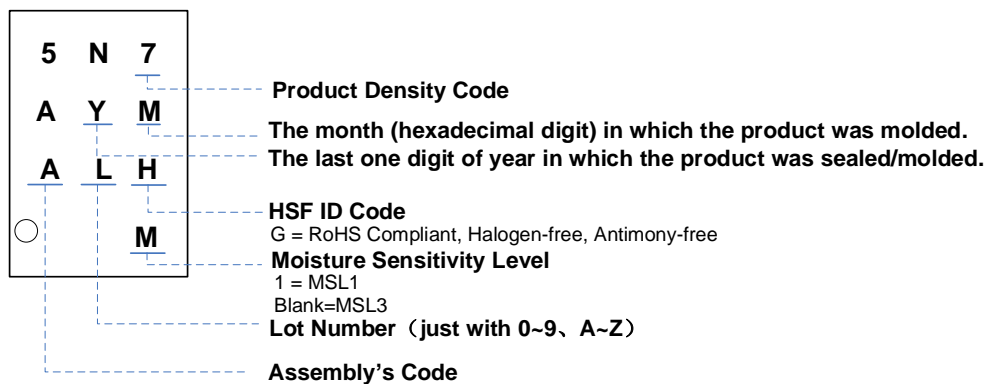 5 N 7
Product Density Code
A Y M
The month (hexadecimal digit) in which the product was molded.
The last one digit of year in which the product was sealed/molded.
A L H
HSF ID Code
G = RoHS Compliant, Halogen-free, Antimony-free
M
Moisture Sensitivity Level
1 = MSL1
Blank=MSL3
Lot Number（just with 0~9、A~Z）
Assembly's Code